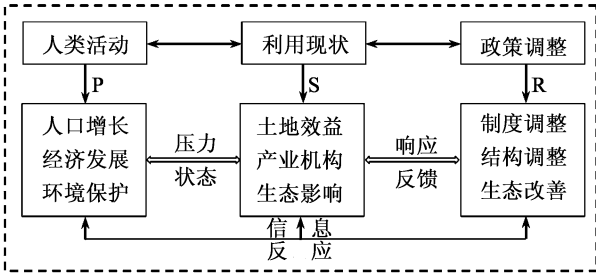 人类活动
利用现状
政策调整
P
S
R
人口增长
经济发展
环境保护
压力
状态
土地效益
产业机构
生态影响
响应
反馈
制度调整
结构调整
生态改善
信息
反应